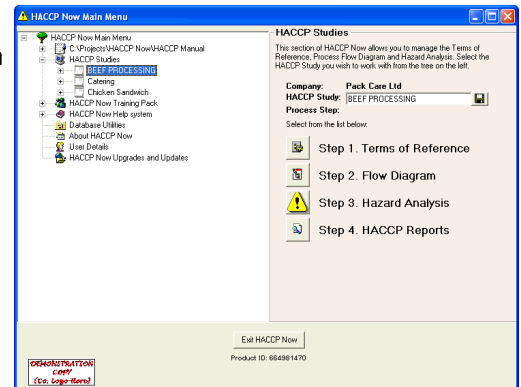 HACCP Now Main Menu
HACCP Now Main Menu
C:\Projects\HACCP Now\HACCP Manual
HACCP Studies
BEEF PROCESSING
Catering
Chicken Sandwich
HACCP Now Training Pack
HACCP Now Help system
Database Utilities
About HACCP Now
User Details
HACCP Now Upgrades and Updates
HACCP Studies
This section of HACCP Now allows you to manage the Terms of
Reference, Process Flow Diagram and Hazard Analysis. Select the
HACCP Study you wish to work with from the tree on the left.
Company: Pack Care Ltd
HACCP Study: BEEF PROCESSING
Process Step:
Select from the list below:
Step 1. Terms of Reference
Step 2. Flow Diagram
Step 3. Hazard Analysis
Step 4. HACCP Reports
Exit HACCP Now
Product ID: 664981470
DEMONSTRATION
COPY
(Co. Logo Here)